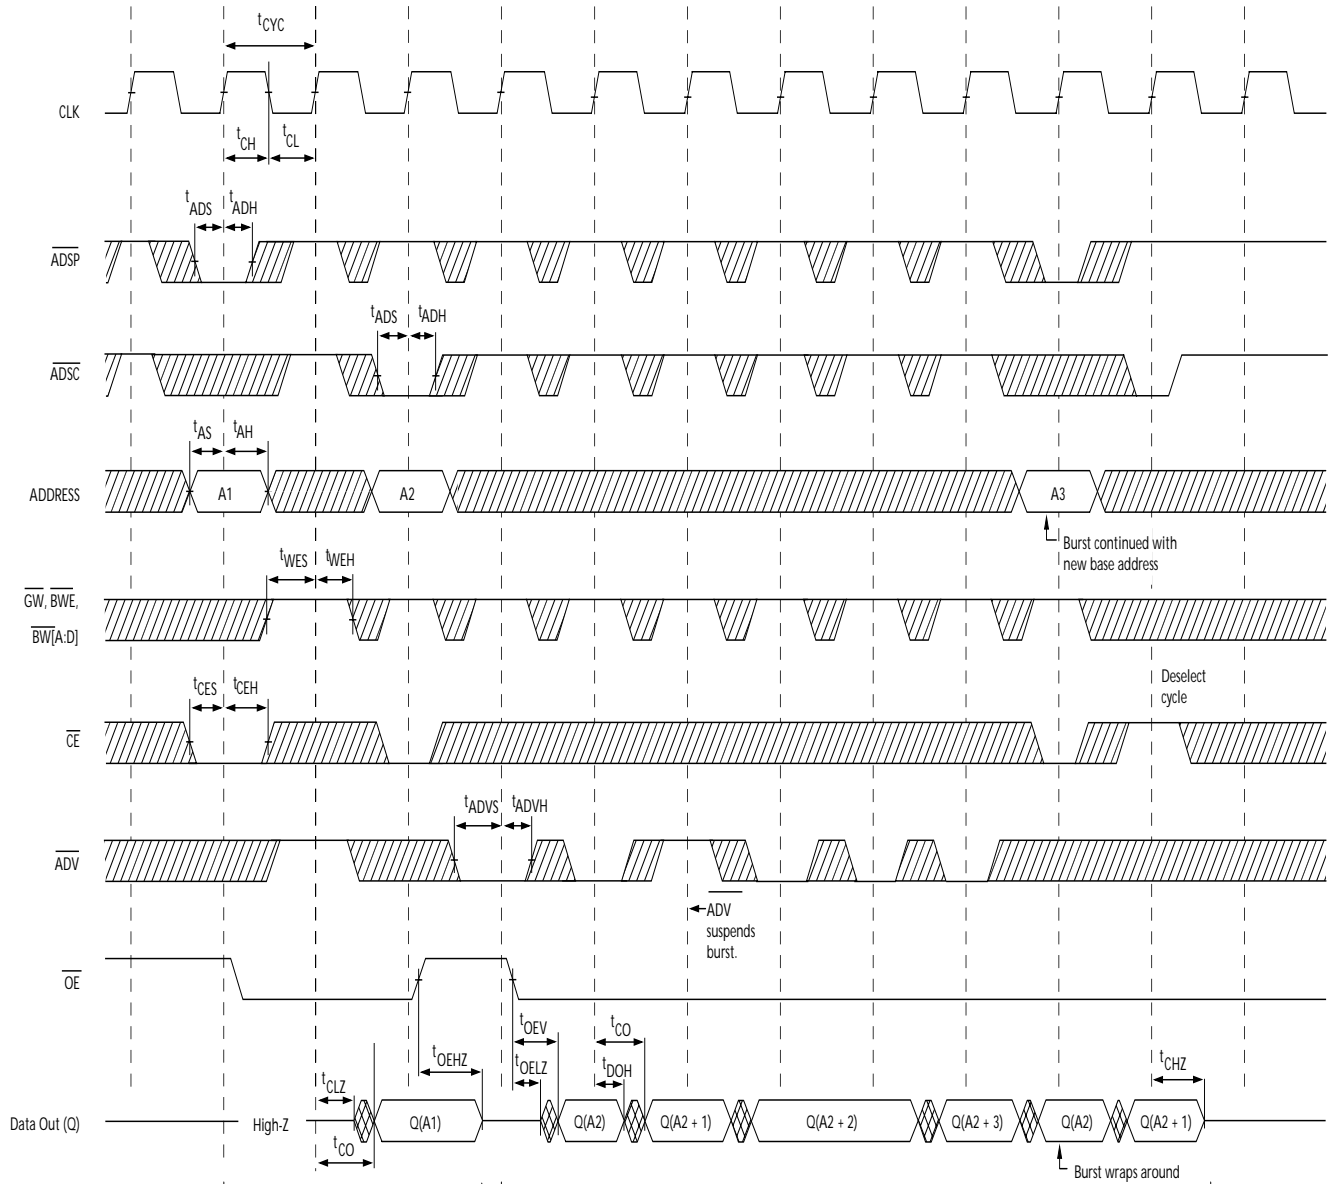 tCYC
CLK
tCH tCL
tADS tADH
ADSP
tADS tADH
ADSC
tAS tAH
ADDRESS A1 A2 A3
Burst continued with
new base address
tWES tWEH
GW, BWE,
BW[A:D]
Deselect
cycle
tCES tCEH
CE
tADVS tADVH
ADV
ADV
suspends
burst.
OE
tOEV tCO
tOEHZ tOELZ tDOH tCHZ
tCLZ
Data Out (Q) High-Z Q(A1) Q(A2) Q(A2 + 1) Q(A2 + 2) Q(A2 + 3) Q(A2) Q(A2 + 1)
tCO
Burst wraps around